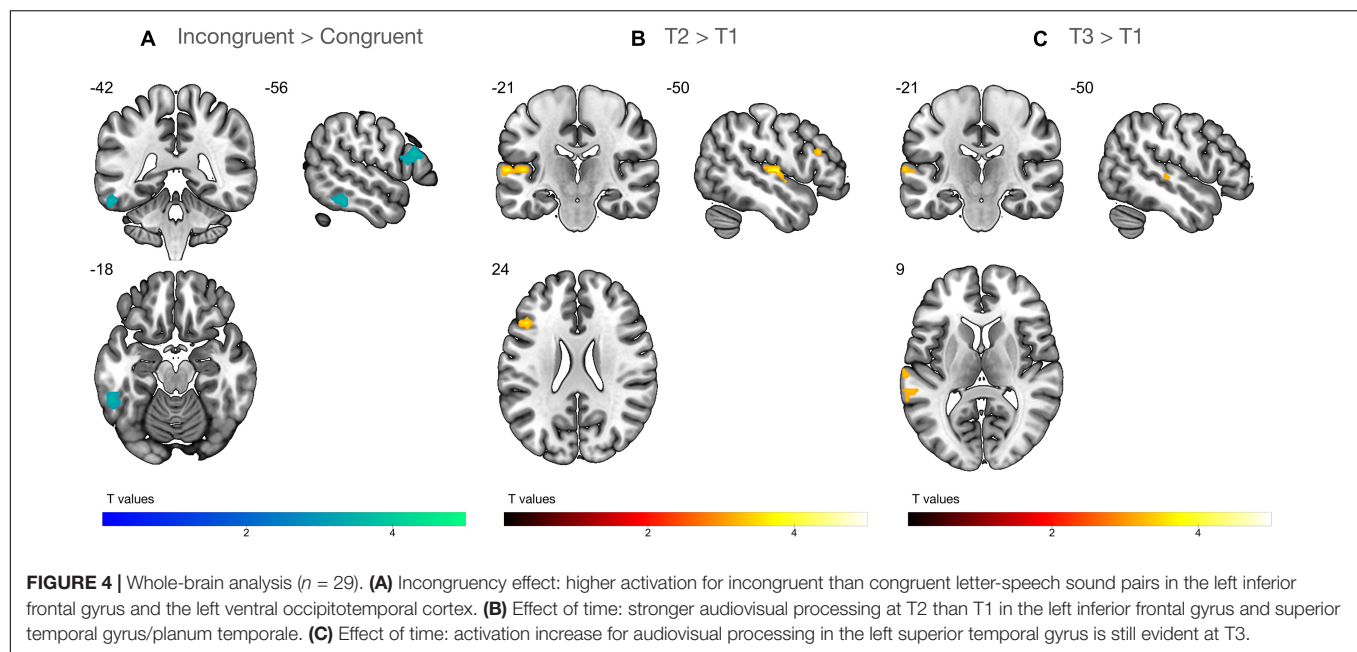 A Incongruent > Congruent
B T2 > T1
C T3 > T1
-42
-56
-21
-50
-21
-50
-18
24
9
T values
2 4
T values
2 4
T values
2 4
FIGURE 4 | Whole-brain analysis (n = 29). (A) Incongruency effect: higher activation for incongruent than congruent letter-speech sound pairs in the left inferior
frontal gyrus and the left ventral occipitotemporal cortex. (B) Effect of time: stronger audiovisual processing at T2 than T1 in the left inferior frontal gyrus and superior
temporal gyrus/planum temporale. (C) Effect of time: activation increase for audiovisual processing in the left superior temporal gyrus is still evident at T3.